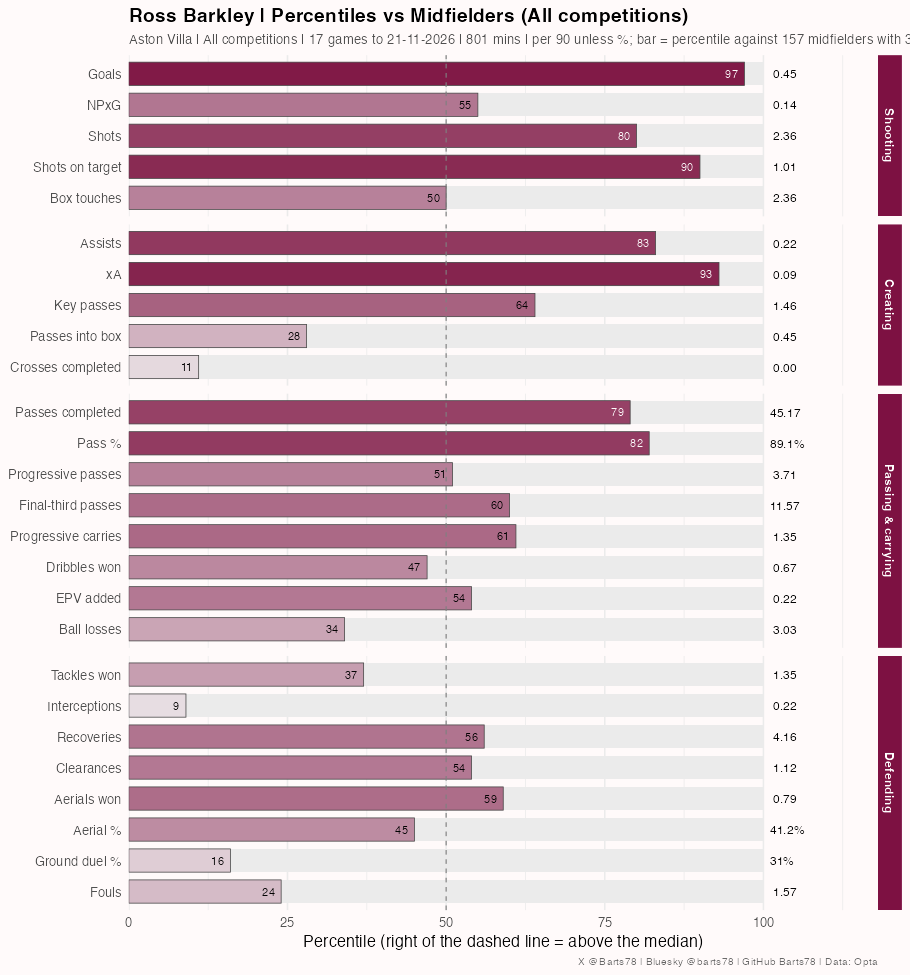 Ross Barkley | Percentiles vs Midfielders (All competitions)
Aston Villa | All competitions | 17 games to 21-11-2026 | 801 mins | per 90 unless %; bar = percentile against 157 midfielders with 3
Shooting
Goals 97 0.45
NPxG 55 0.14
Shots 80 2.36
Shots on target 90 1.01
Box touches 50 2.36
Creating
Assists 83 0.22
xA 93 0.09
Key passes 64 1.46
Passes into box 28 0.45
Crosses completed 11 0.00
Passing & carrying
Passes completed 79 45.17
Pass % 82 89.1%
Progressive passes 51 3.71
Final-third passes 60 11.57
Progressive carries 61 1.35
Dribbles won 47 0.67
EPV added 54 0.22
Ball losses 34 3.03
Defending
Tackles won 37 1.35
Interceptions 9 0.22
Recoveries 56 4.16
Clearances 54 1.12
Aerials won 59 0.79
Aerial % 45 41.2%
Ground duel % 16 31%
Fouls 24 1.57
0 25 50 75 100
Percentile (right of the dashed line = above the median)
X @Barts78 | Bluesky @barts78 | GitHub Barts78 | Data: Opta